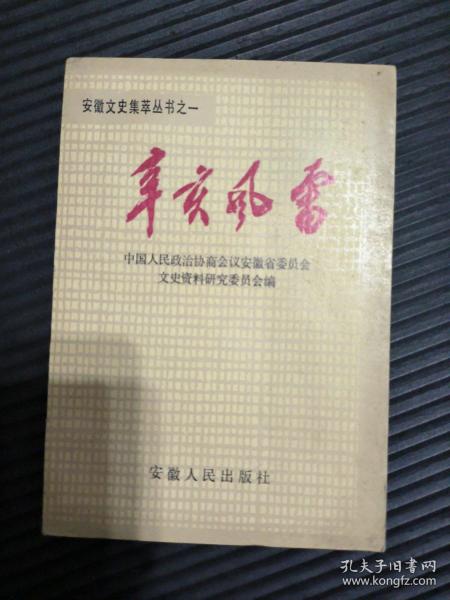 安徽文史集萃丛书之一
辛亥风雷
中国人民政治协商会议安徽省委员会
文史资料研究委员会编
安徽人民出版社
孔夫子旧书网
www.kongfz.com